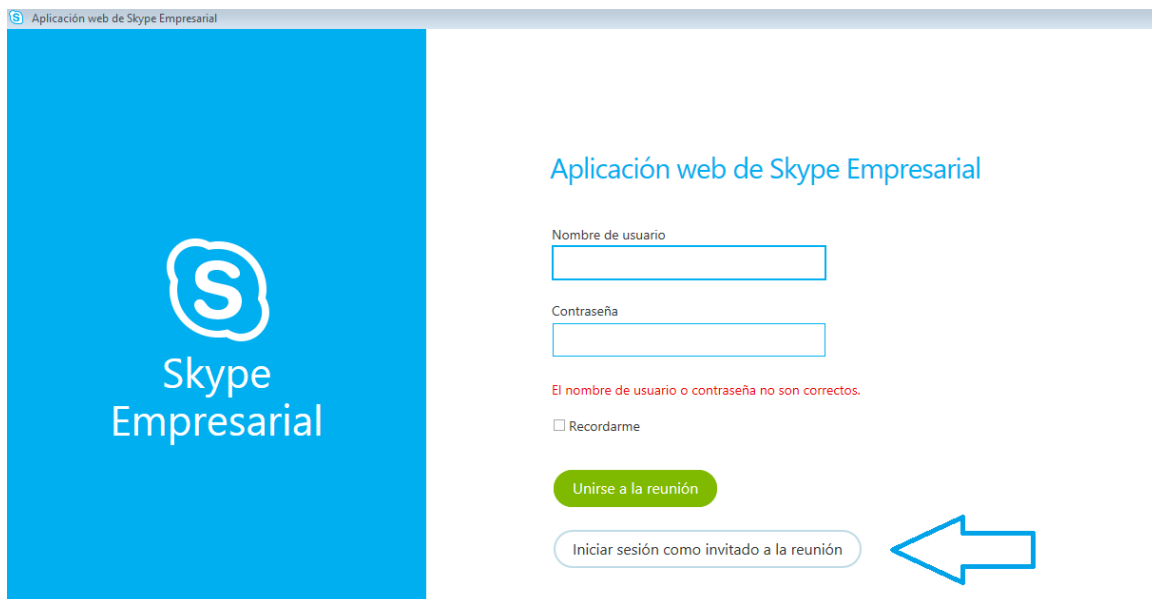 Aplicación web de Skype Empresarial
Aplicación web de Skype Empresarial
Nombre de usuario
Contraseña
El nombre de usuario o contraseña no son correctos.
Recordarme
Unirse a la reunión
Iniciar sesión como invitado a la reunión
Skype
Empresarial